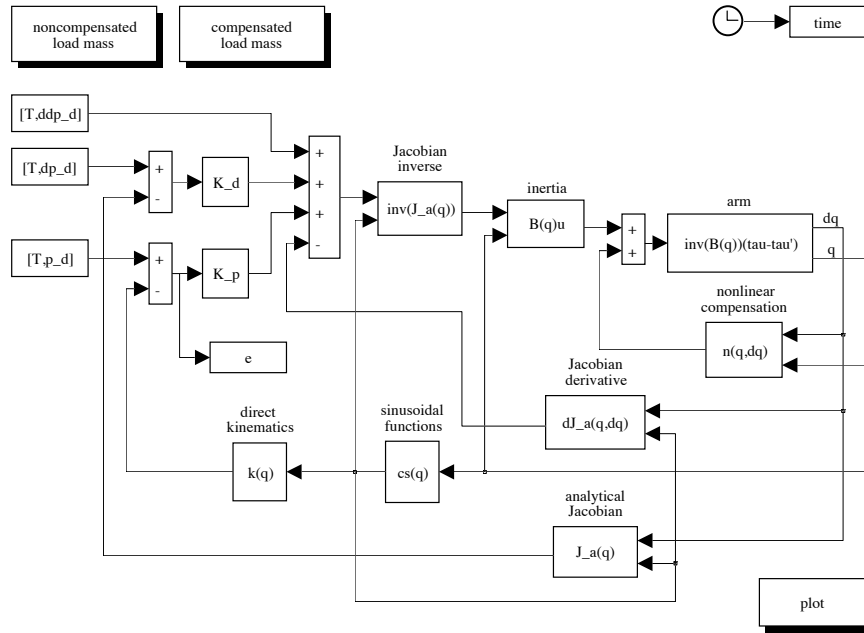 noncompensated
load mass
compensated
load mass
time
[T,ddp_d]
[T,dp_d]
+
-
K_d
+
+
+
-
Jacobian
inverse
inv(J_a(q))
inertia
B(q)u
+
+
arm
inv(B(q))(tau-tau')
dq
q
[T,p_d]
+
-
K_p
e
nonlinear
compensation
n(q,dq)
Jacobian
derivative
dJ_a(q,dq)
direct
kinematics
k(q)
sinusoidal
functions
cs(q)
analytical
Jacobian
J_a(q)
plot